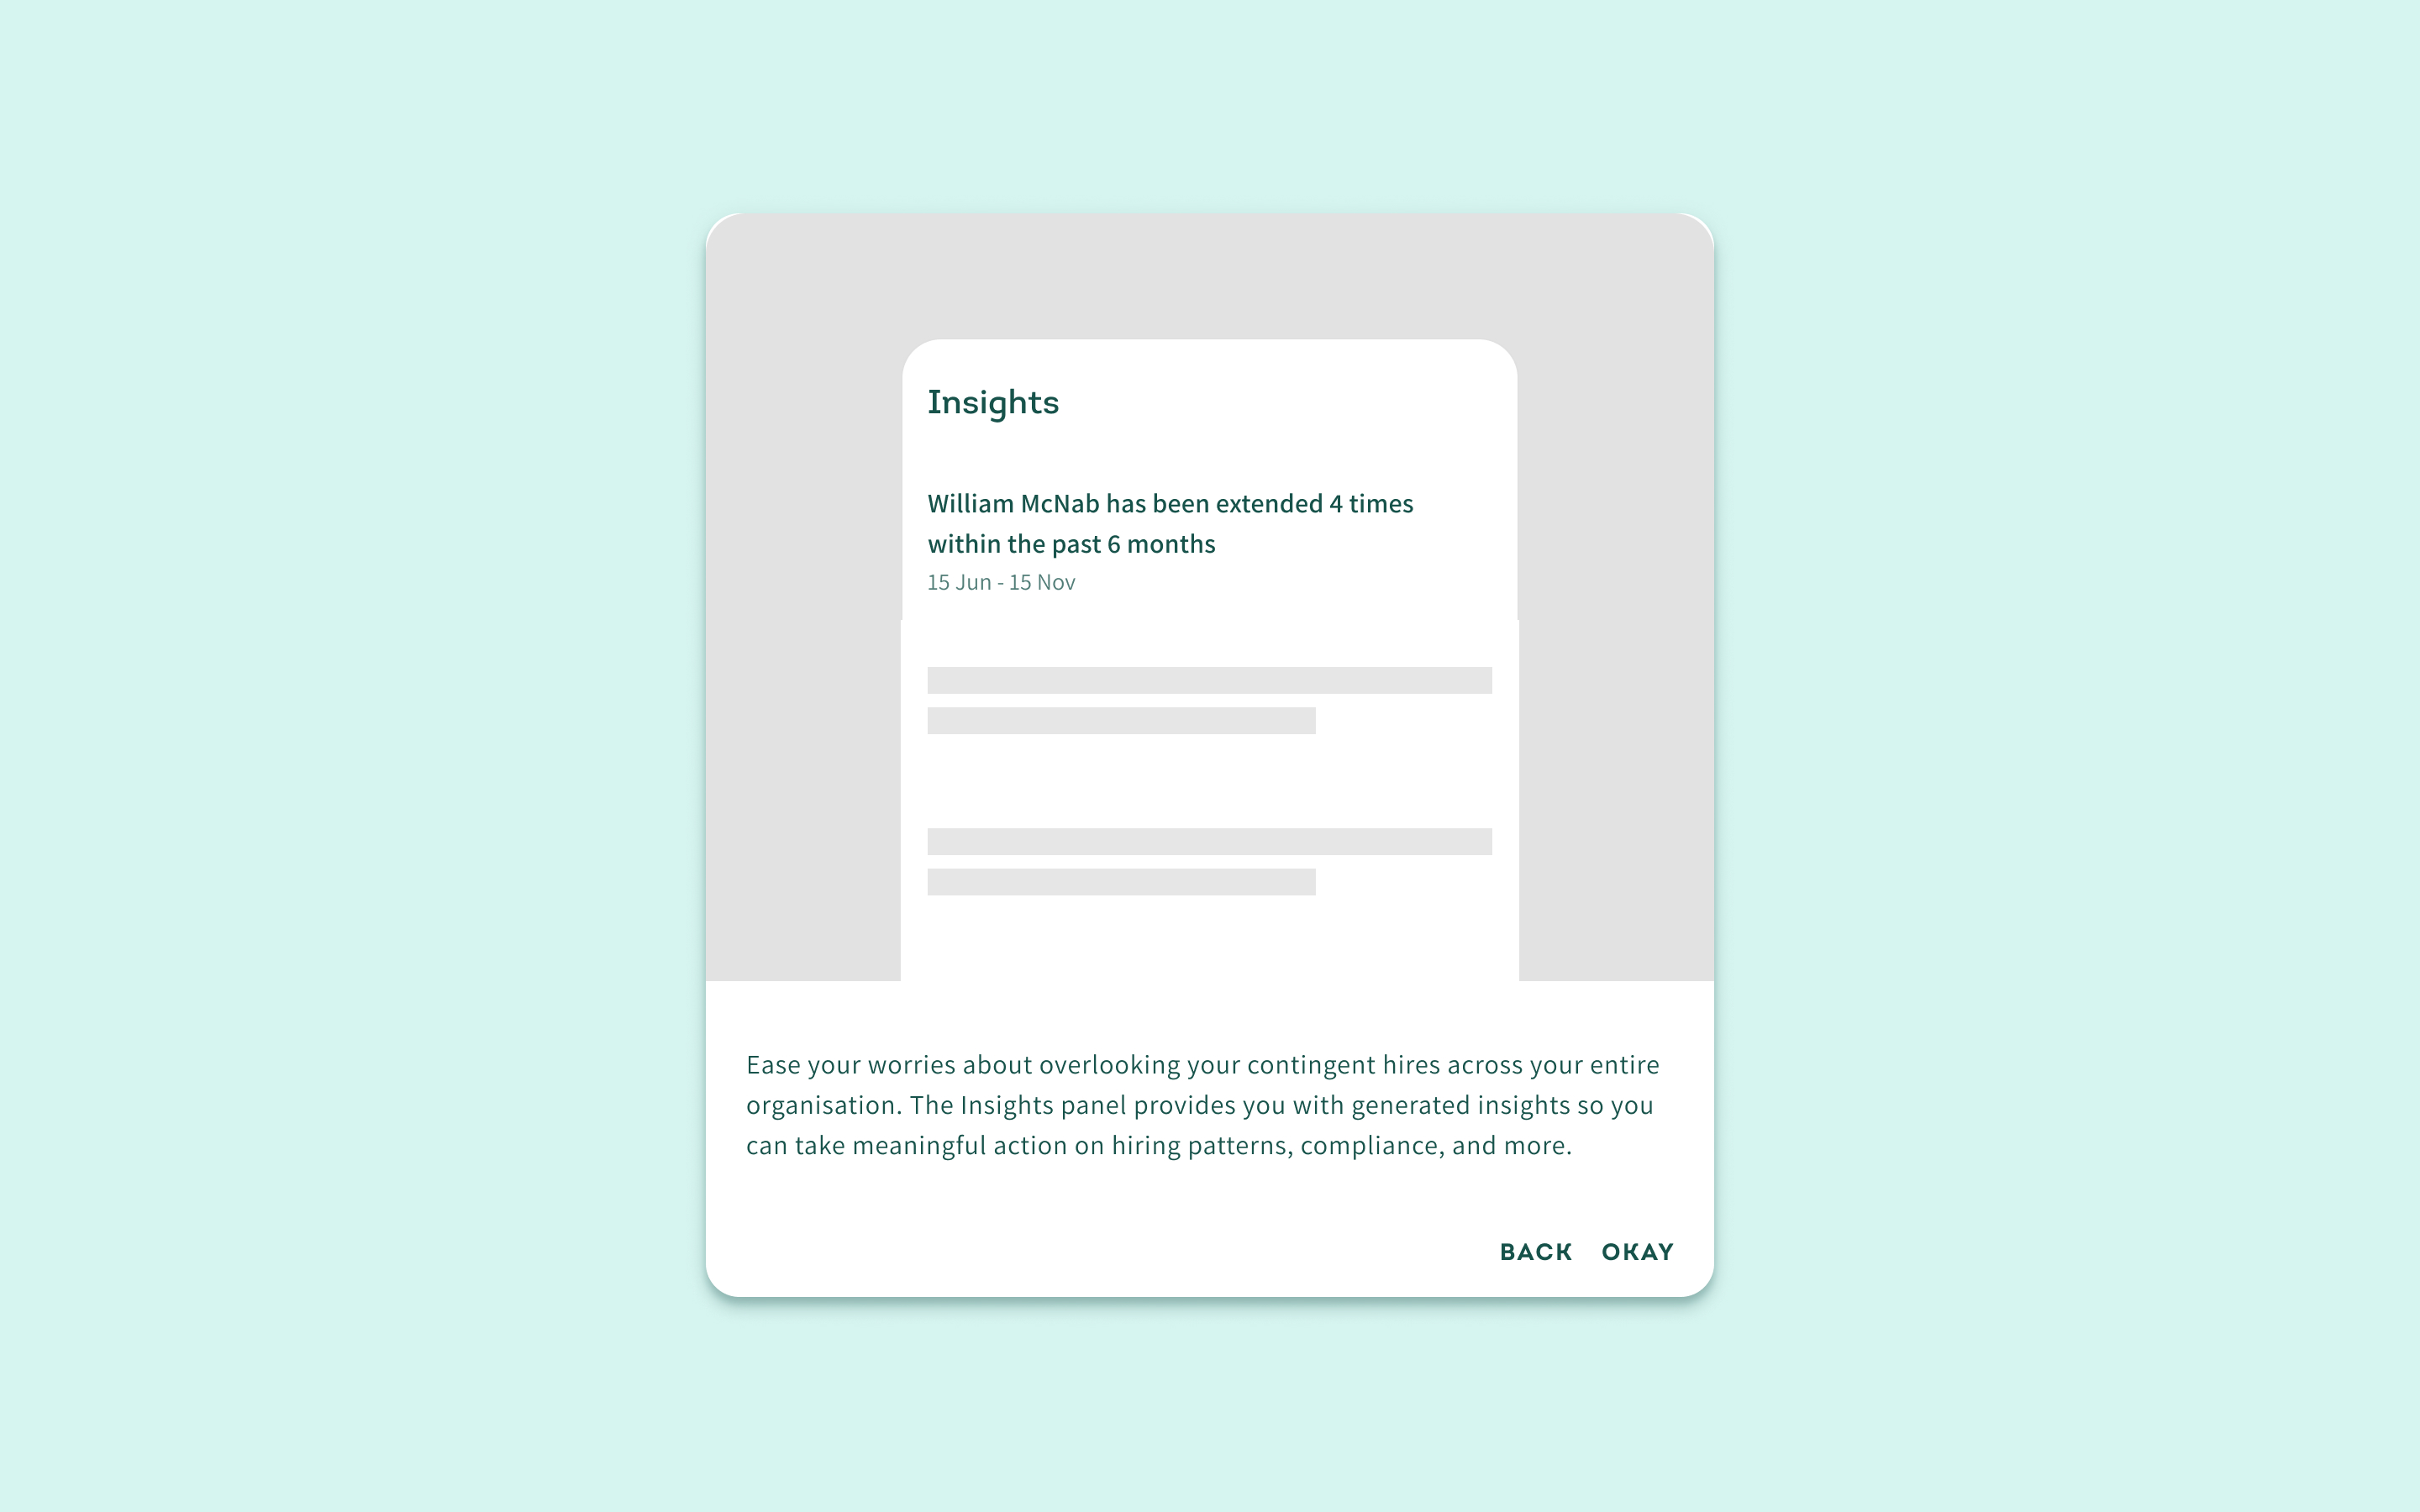 Insights
William McNab has been extended 4 times
within the past 6 months
15 Jun - 15 Nov
Ease your worries about overlooking your contingent hires across your entire
organisation. The Insights panel provides you with generated insights so you
can take meaningful action on hiring patterns, compliance, and more.
BACK OKAY